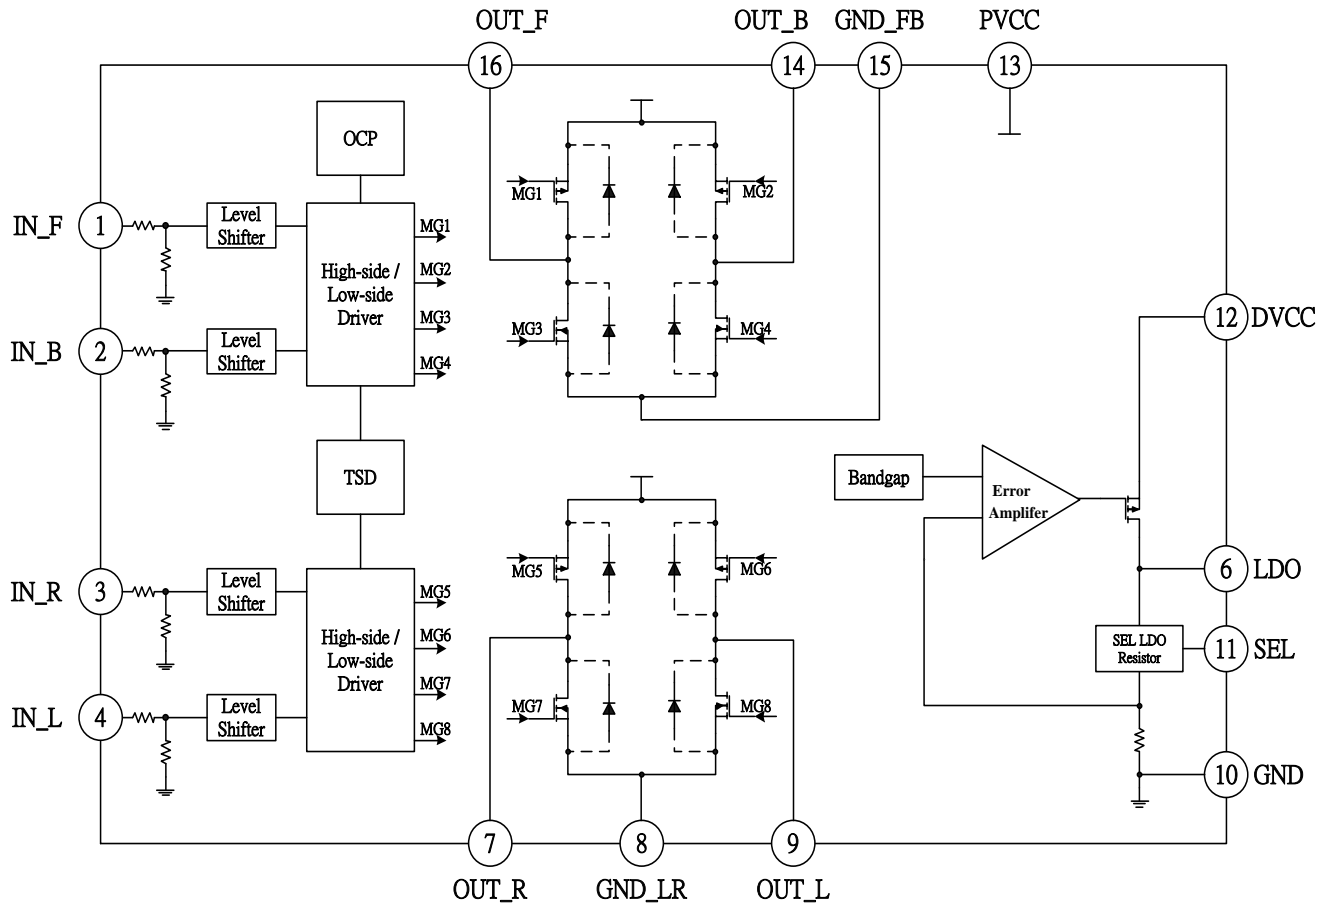 OUT_F
OUT_B
GND_FB
PVCC
16
14
15
13
OCP
IN_F
1
Level
Shifter
High-side /
Low-side
Driver
MG1
MG2
MG3
MG4
IN_B
2
Level
Shifter
MG1
MG2
MG3
MG4
12
DVCC
TSD
Bandgap
Error
Amplifer
6
LDO
SEL LDO
Resistor
11
SEL
10
GND
IN_R
3
Level
Shifter
High-side /
Low-side
Driver
MG5
MG6
MG7
MG8
IN_L
4
Level
Shifter
MG5
MG6
MG7
MG8
7
8
9
OUT_R
GND_LR
OUT_L